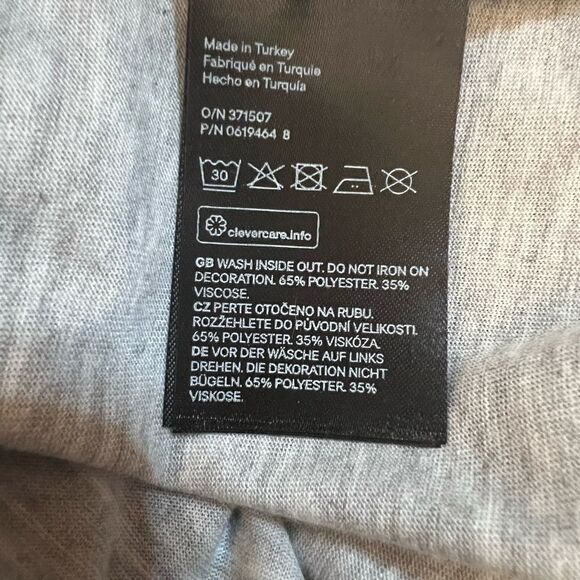 Made in Turkey
Fabriqué en Turquie
Hecho en Turquía
O/N 371507
P/N 0619464 8
30
clevercare.info
GB WASH INSIDE OUT. DO NOT IRON ON
DECORATION. 65% POLYESTER. 35%
VISCOSE.
CZ PERTE OTOČENO NA RUBU.
ROZŽEHLETE DO PŮVODNÍ VELIKOSTI.
65% POLYESTER. 35% VISKÓZA.
DE VOR DER WÄSCHE AUF LINKS
DREHEN. DIE DEKORATION NICHT
BÜGELN. 65% POLYESTER. 35%
VISKOSE.